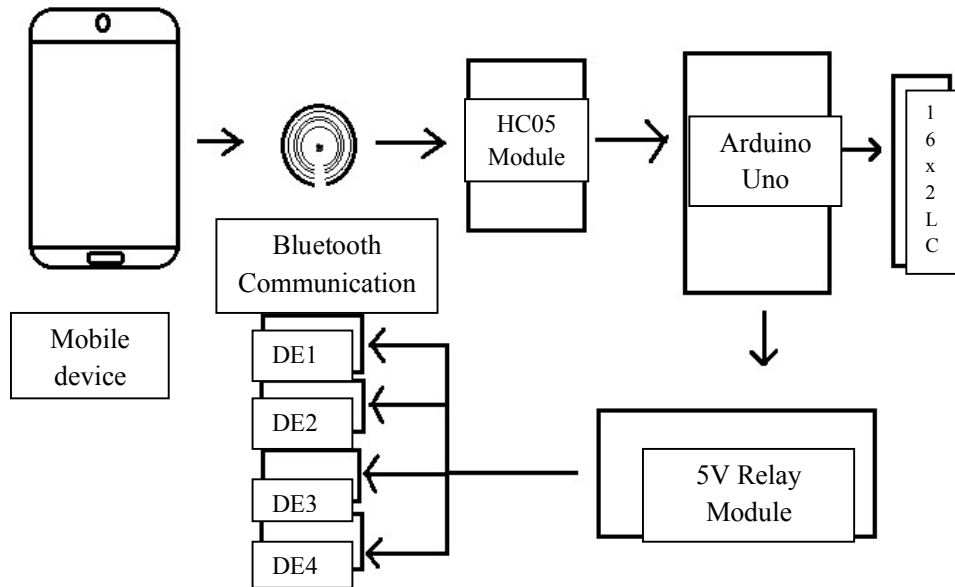 HC05
Module
Arduino
Uno
1
6
x
2
L
C
Bluetooth
Communication
Mobile
device
DE1
DE2
DE3
DE4
5V Relay
Module